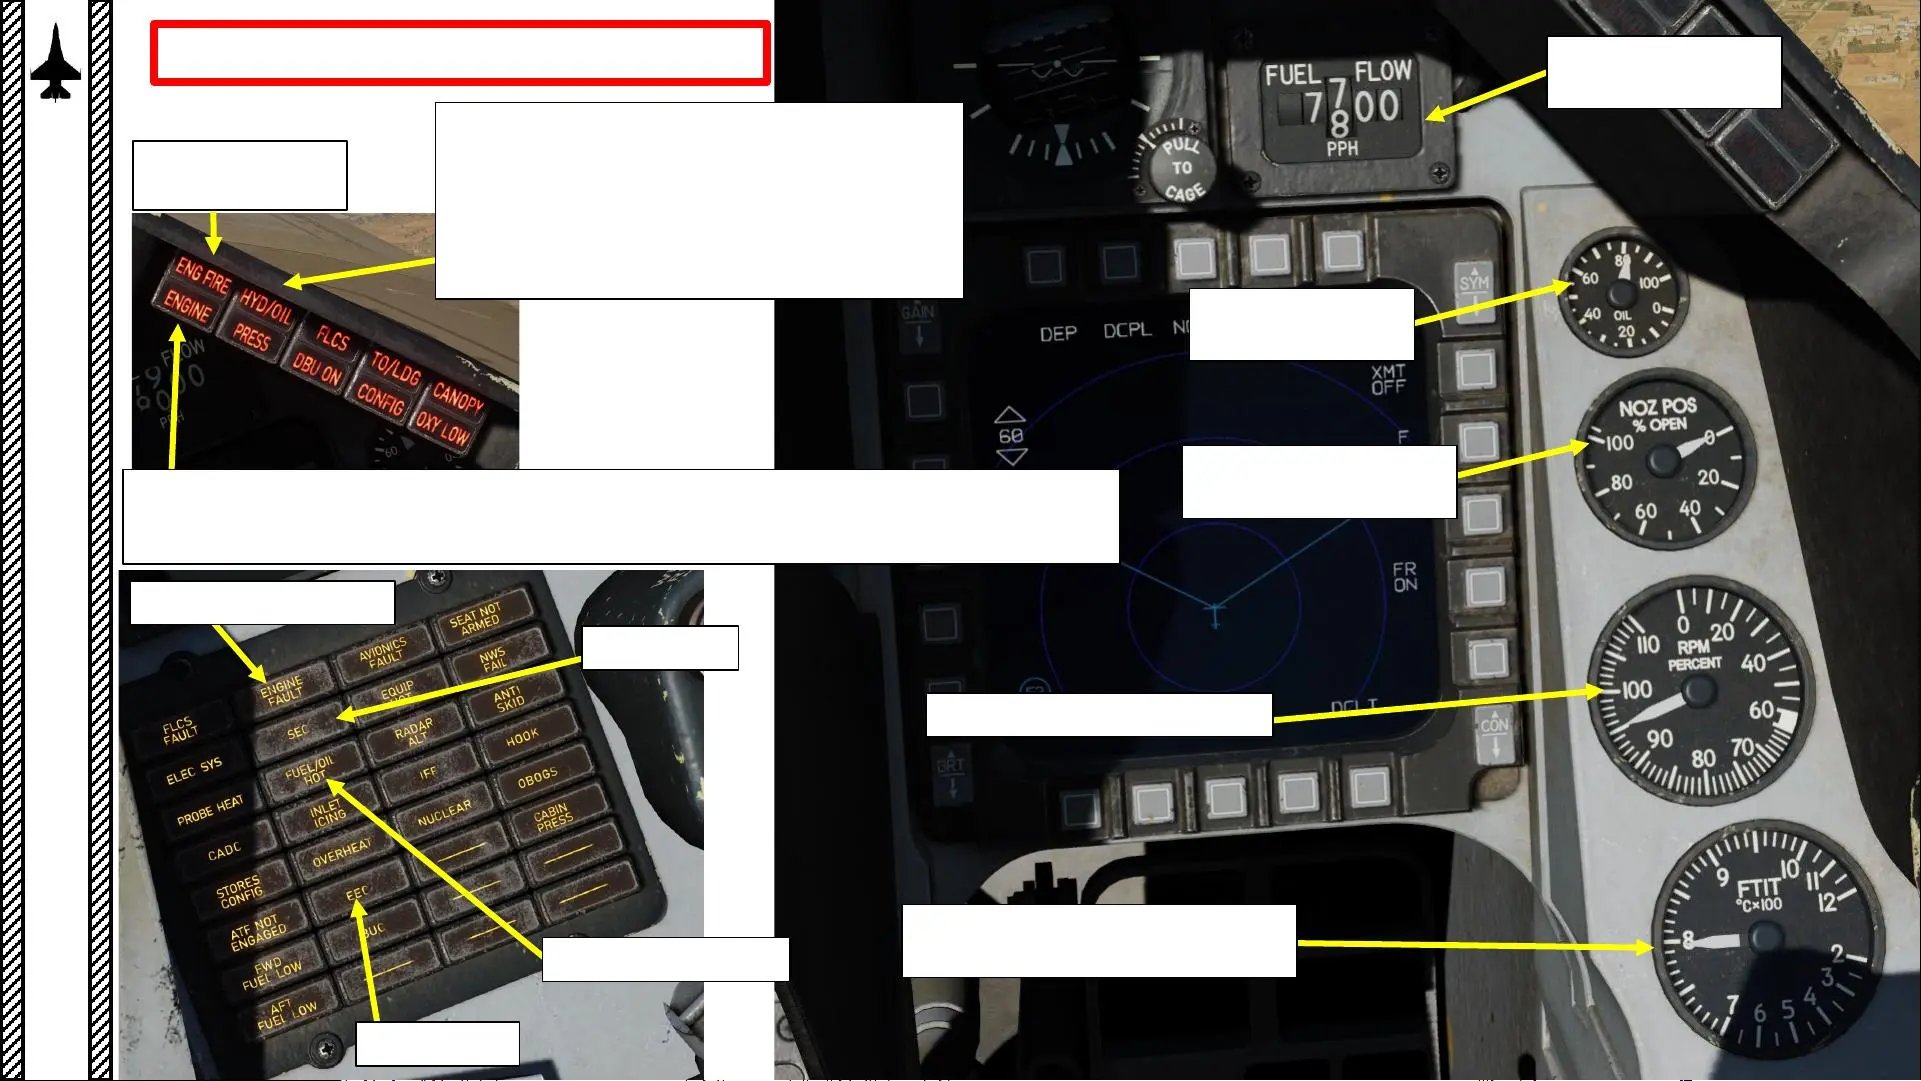 FUEL FLOW
7
7 00
8
PPH
PULL
TO
CAGE
ENG FIRE
ENGINE
HYD/OIL
PRESS
FLCS
DBU ON
TO/LDG
CONFIG
CANOPY
OXY LOW
FLOW
GAIN
DEP DCPL
SYM
XMT
OFF
60
F
FR
ON
DCLT
CON
BRT
80
60 100
40 OIL 0
20
NOZ POS
% OPEN
100 0
80 20
60 40
0
110 20
RPM
PERCENT
40
100
60
90 70
80
10
9 11
FTIT
°C×100
12
8
2
3
7 6 5 4
SEAT NOT
ARMED
AVIONICS
FAULT
NWS
FAIL
ENGINE
FAULT
EQUIP
ANTI
SKID
FLCS
FAULT
SEC
RADAR
ALT
HOOK
ELEC SYS
FUEL/OIL
HOT
IFF
OBOGS
PROBE HEAT
INLET
ICING
NUCLEAR
CABIN
PRESS
CADC
OVERHEAT
STORES
CONFIG
EEC
ATF NOT
ENGAGED
BUC
FWD
FUEL LOW
AFT
FUEL LOW